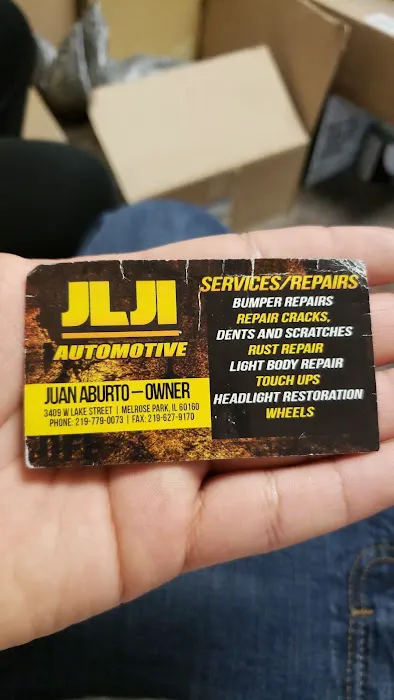 JLJI
AUTOMOTIVE
JUAN ABURTO — OWNER
3409 W LAKE STREET | MELROSE PARK, IL 60160
PHONE: 219-779-0073 | FAX: 219-627-9170
SERVICES/REPAIRS
BUMPER REPAIRS
REPAIR CRACKS,
DENTS AND SCRATCHES
RUST REPAIR
LIGHT BODY REPAIR
TOUCH UPS
HEADLIGHT RESTORATION
WHEELS